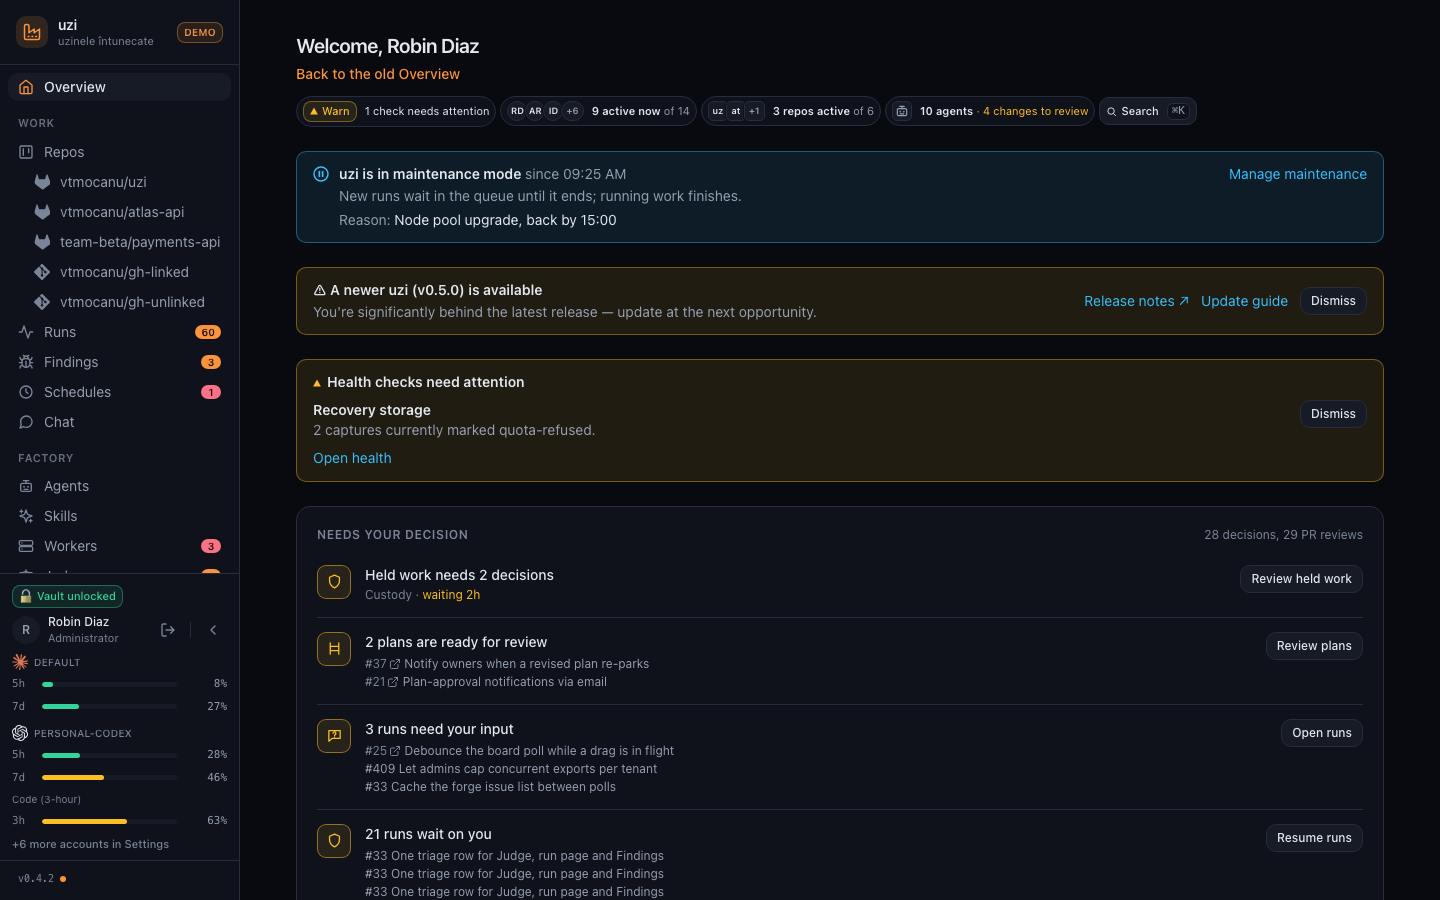 uzi
uzinele întunecate
DEMO
Overview
WORK
Repos
vtmocanu/uzi
vtmocanu/atlas-api
team-beta/payments-api
vtmocanu/gh-linked
vtmocanu/gh-unlinked
Runs 60
Findings 3
Schedules 1
Chat
FACTORY
Agents
Skills
Workers 3
Vault unlocked
R
Robin Diaz
Administrator
DEFAULT
5h 8%
7d 27%
PERSONAL-CODEX
5h 28%
7d 46%
Code (3-hour)
3h 63%
+6 more accounts in Settings
v0.4.2
Welcome, Robin Diaz
Back to the old Overview
Warn 1 check needs attention
RD AR ID +6 9 active now of 14
uz at +1 3 repos active of 6
10 agents · 4 changes to review
Search ⌘K
uzi is in maintenance mode since 09:25 AM
Manage maintenance
New runs wait in the queue until it ends; running work finishes.
Reason: Node pool upgrade, back by 15:00
A newer uzi (v0.5.0) is available
You're significantly behind the latest release — update at the next opportunity.
Release notes ↗ Update guide Dismiss
Health checks need attention
Recovery storage
2 captures currently marked quota-refused.
Dismiss
Open health
NEEDS YOUR DECISION
28 decisions, 29 PR reviews
Held work needs 2 decisions
Custody · waiting 2h
Review held work
2 plans are ready for review
#37 Notify owners when a revised plan re-parks
#21 Plan-approval notifications via email
Review plans
3 runs need your input
#25 Debounce the board poll while a drag is in flight
#409 Let admins cap concurrent exports per tenant
#33 Cache the forge issue list between polls
Open runs
21 runs wait on you
#33 One triage row for Judge, run page and Findings
#33 One triage row for Judge, run page and Findings
#33 One triage row for Judge, run page and Findings
Resume runs